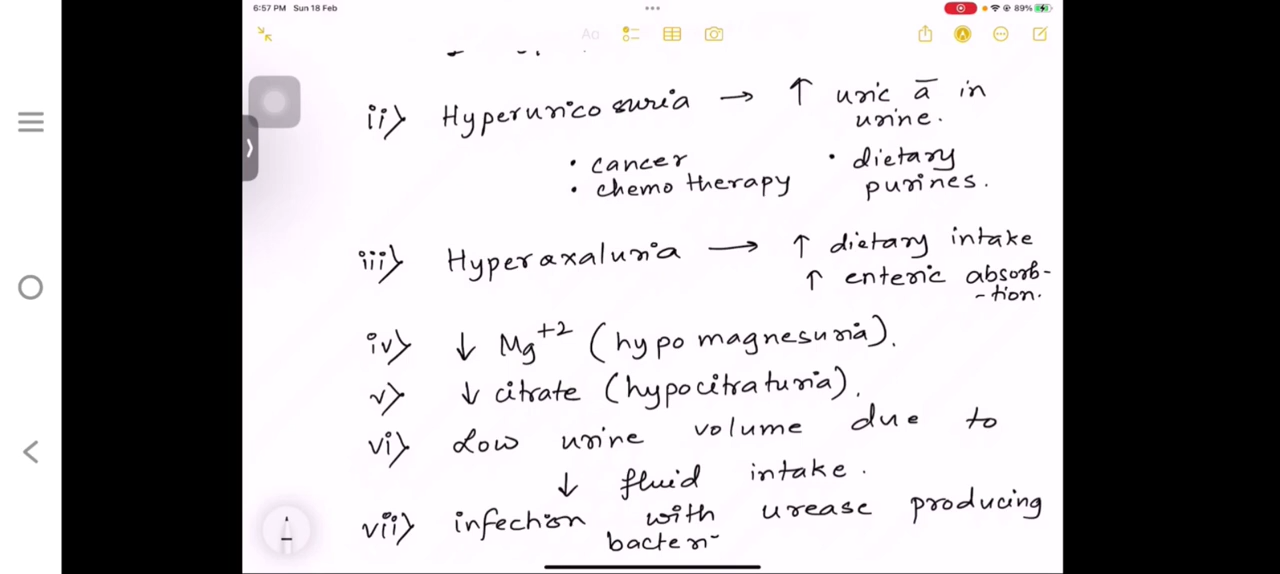 6:57 PM Sun 18 Feb
89%
Aa
ii) Hyperuricosuria → ↑ uric ā in
urine.
• cancer
• chemo therapy
• dietary
purines.
iii) Hyperaxaluria → ↑ dietary intake
↑ enteric absorb-
-tion.
iv) ↓ Mg+2 (hypo magnesuria).
v) ↓ citrate (hypocitraturia).
vi) Low urine volume due to
↓ fluid intake.
vii) infection with urease producing